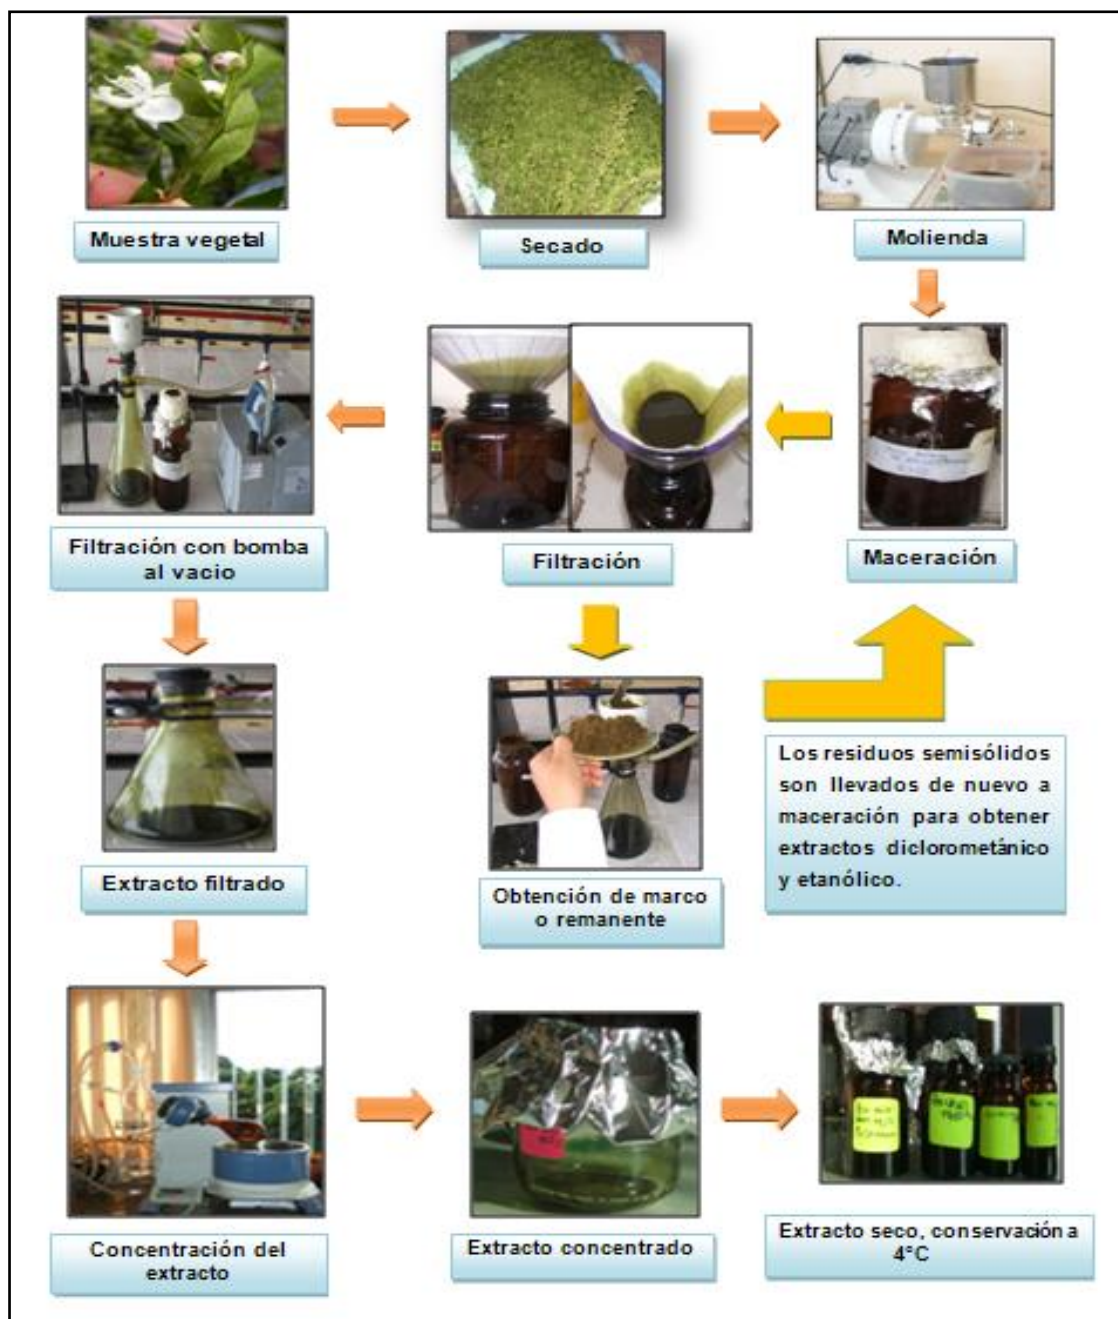 Muestra vegetal
Secado
Molienda
Maceración
Filtración
Filtración con bomba
al vacio
Obtención de marco
o remanente
Los residuos semisólidos
son llevados de nuevo a
maceración para obtener
extractos diclorometánico
y etanólico.
Extracto filtrado
Concentración del
extracto
Extracto concentrado
Extracto seco, conservación a
4°C